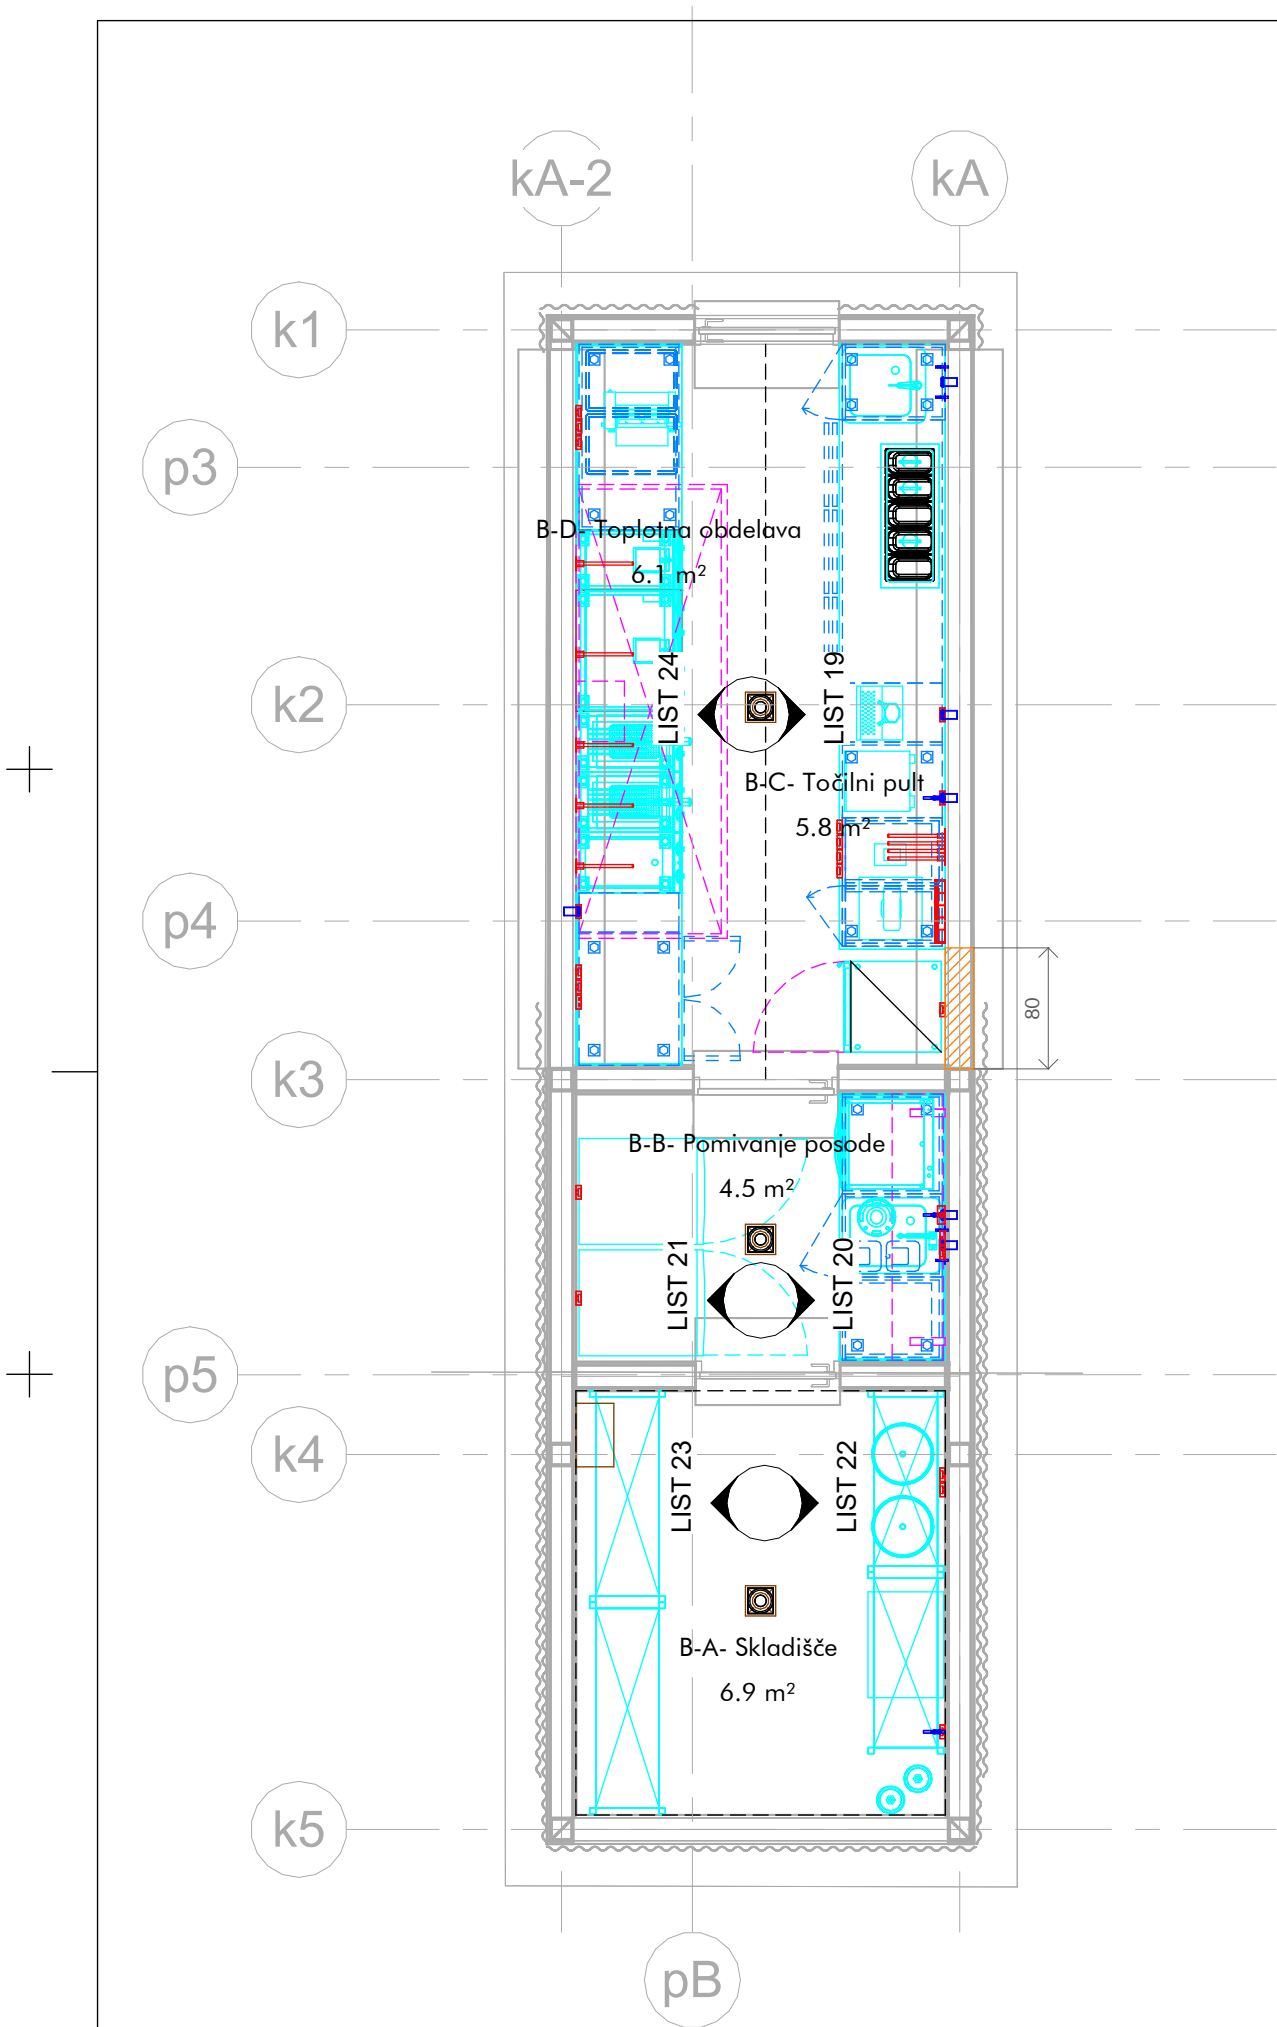 kA-2
kA
k1
p3
B-D- Toplotna obdelava
6.1 m²
LIST 24
LIST 19
k2
B-C- Točilni pult
5.8 m²
p4
80
k3
B-B- Pomivanje posode
4.5 m²
LIST 21
LIST 20
p5
k4
LIST 23
LIST 22
B-A- Skladišče
6.9 m²
k5
pB